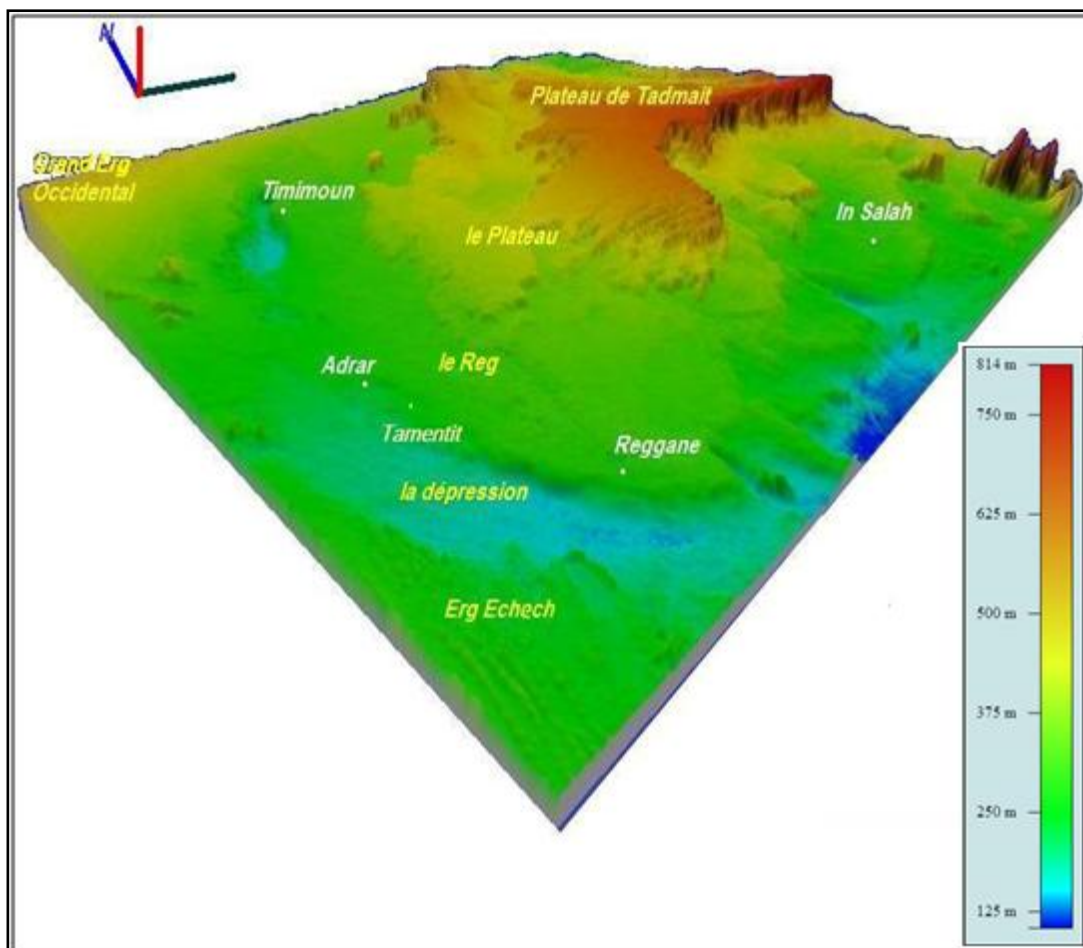 N
Plateau de Tadmait
Grand Erg
Occidental
Timimoun
In Salah
le Plateau
Adrar
le Reg
Tamentit
Reggane
la dépression
Erg Echech
814 m
750 m
625 m
500 m
375 m
250 m
125 m